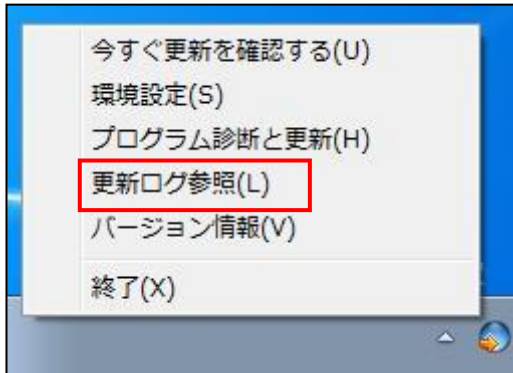 今すぐ更新を確認する(U)
環境設定(S)
プログラム診断と更新(H)
更新ログ参照(L)
バージョン情報(V)
終了(X)